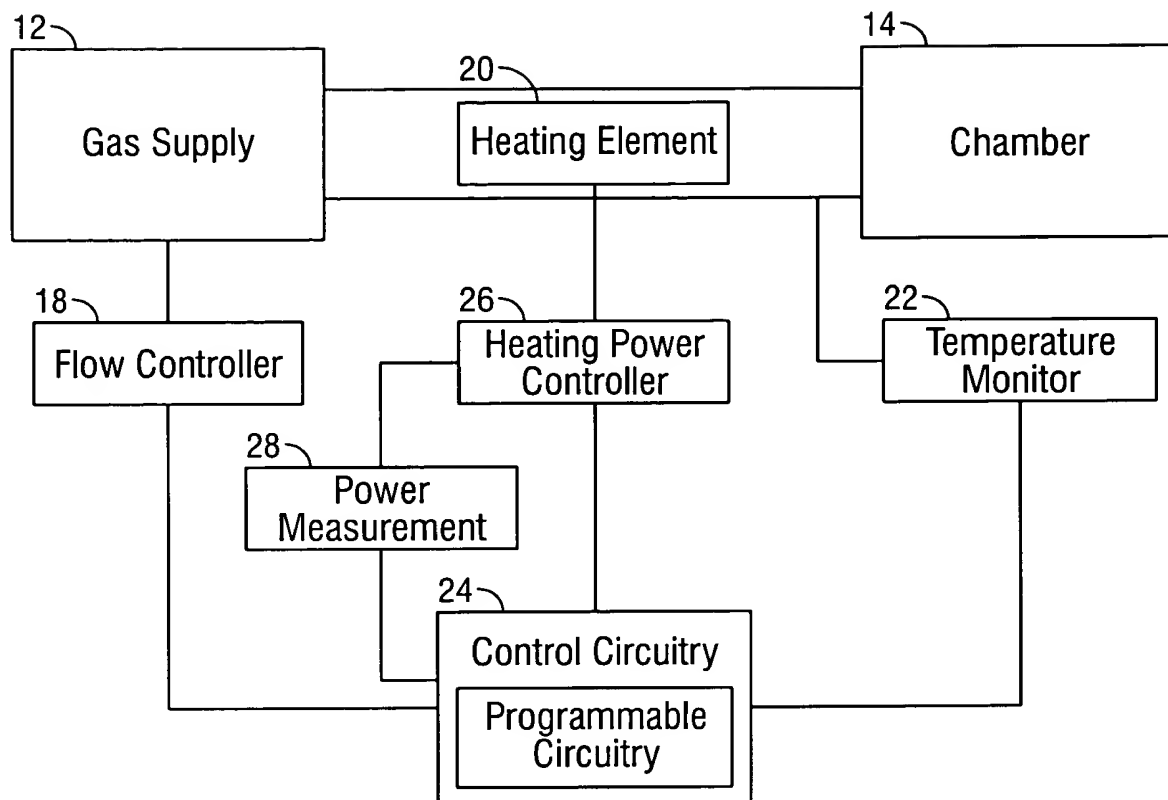 12
Gas Supply
20
Heating Element
14
Chamber
18
Flow Controller
26
Heating Power
Controller
22
Temperature
Monitor
28
Power
Measurement
24
Control Circuitry
Programmable
Circuitry